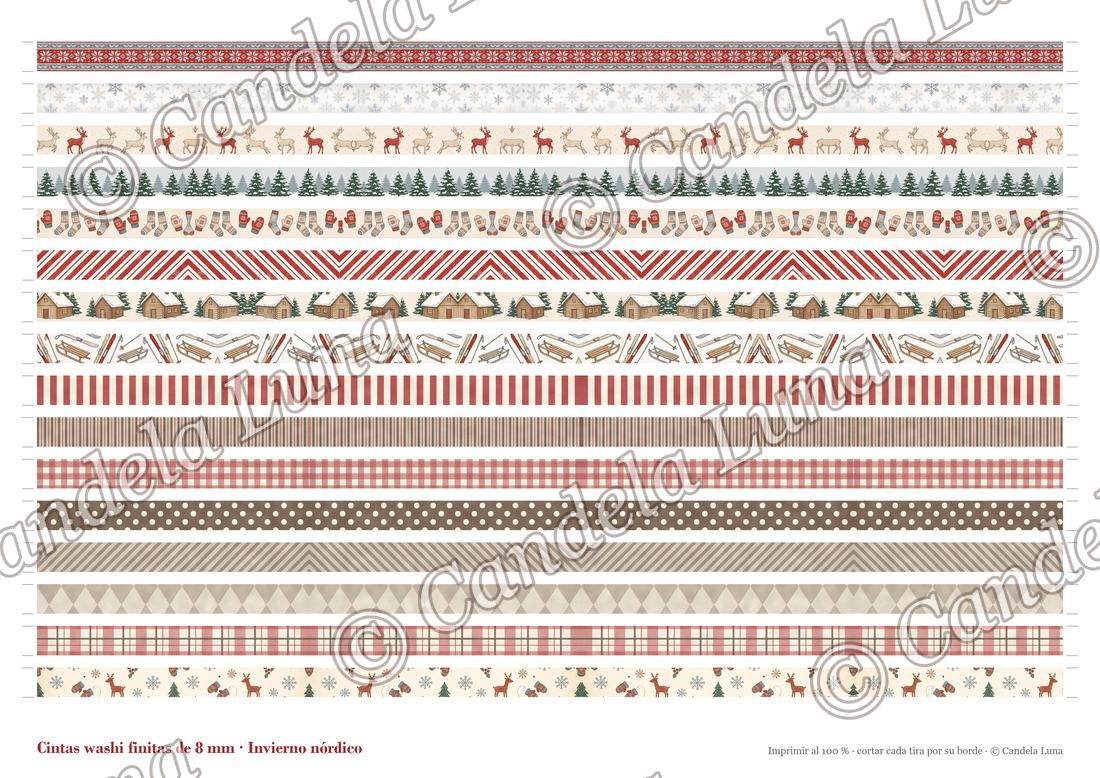 © Candela Luna
© Candela Luna
© Candela Luna
© Candela Luna
© Candela Luna
Cintas washi finitas de 8 mm · Invierno nórdico
Imprimir al 100 % · cortar cada tira por su borde · © Candela Luna